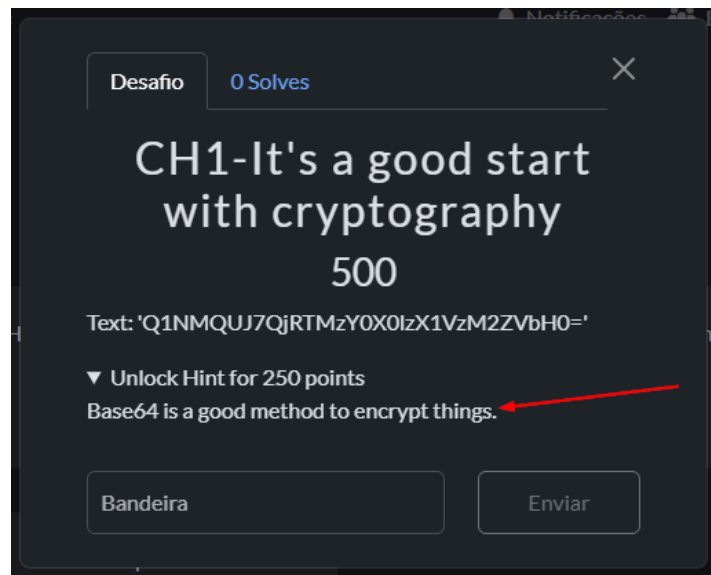 Notificações
Desafio
0 Solves
CH1-It's a good start
with cryptography
500
Text: 'Q1NMQUJ7QjRTMzY0X0lzX1VzM2ZVbH0='
▼ Unlock Hint for 250 points
Base64 is a good method to encrypt things.
Bandeira
Enviar